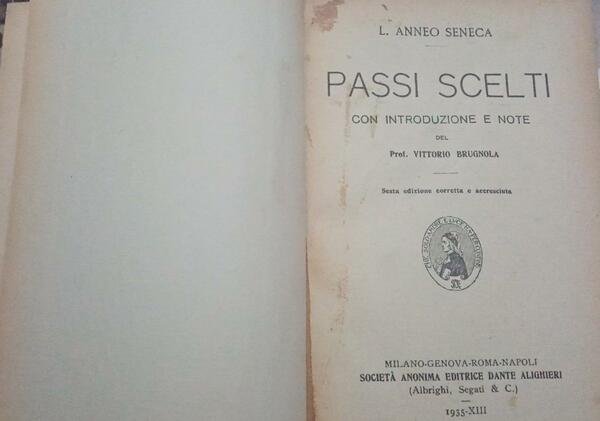 L. ANNEO SENECA
PASSI SCELTI
CON INTRODUZIONE E NOTE
DEL
Prof. VITTORIO BRUGNOLA
Sesta edizione corretta e accresciuta
MILANO-GENOVA-ROMA-NAPOLI
SOCIETÀ ANONIMA EDITRICE DANTE ALIGHIERI
(Albrighi, Segati & C.)
1935-XIII